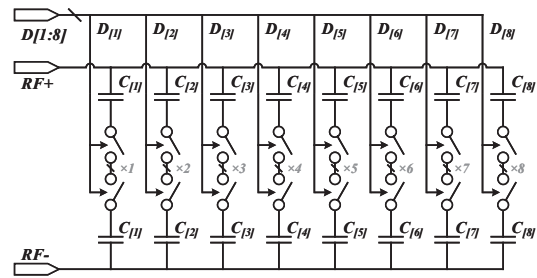 D[1:8] D[1] D[2] D[3] D[4] D[5] D[6] D[7] D[8]
RF+ C[1] C[2] C[3] C[4] C[5] C[6] C[7] C[8]
×1 ×2 ×3 ×4 ×5 ×6 ×7 ×8
C[1] C[2] C[3] C[4] C[5] C[6] C[7] C[8]
RF-